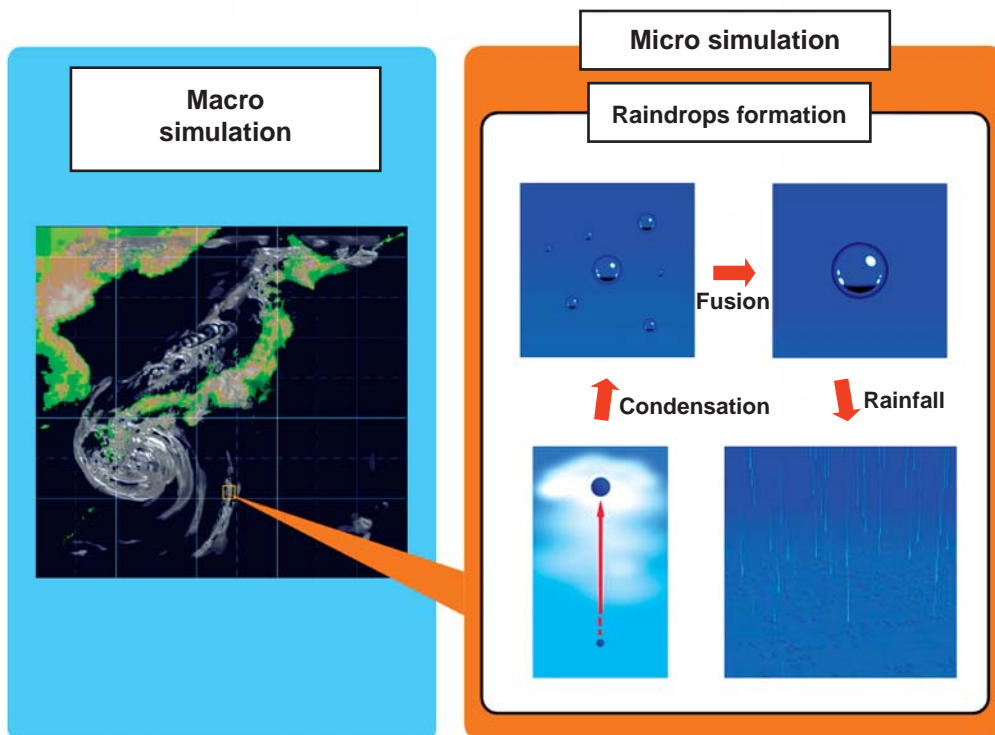 Macro
simulation
Micro simulation
Raindrops formation
Fusion
Condensation
Rainfall